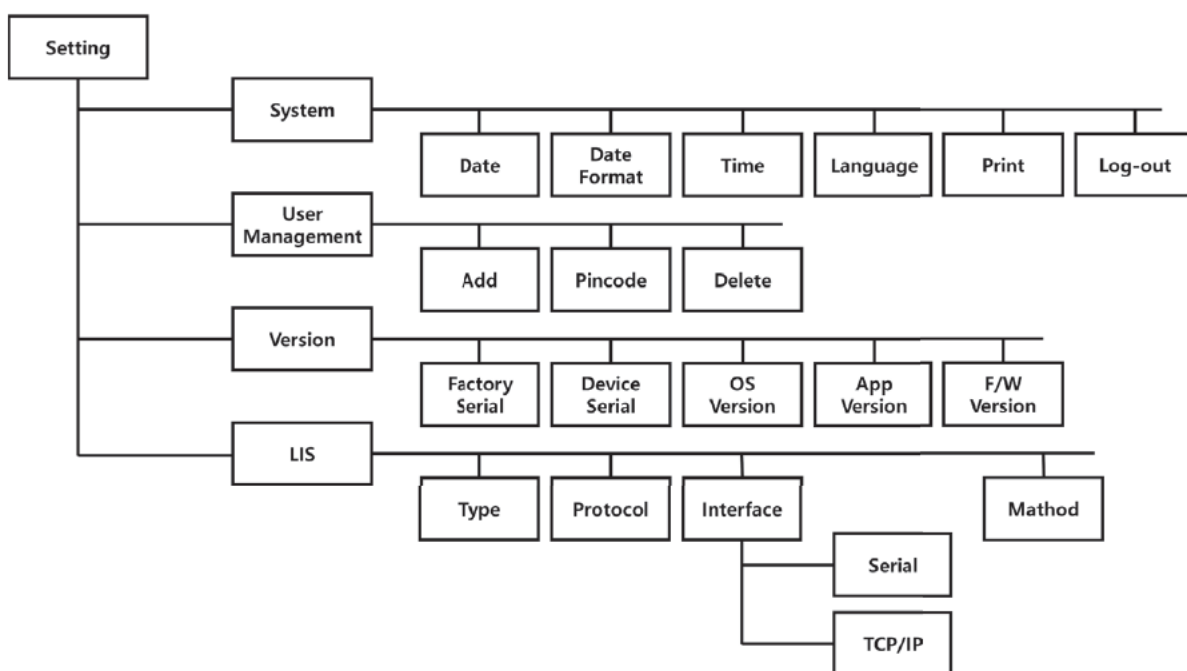 Setting
System
Date
Date
Format
Time
Language
Print
Log-out
User
Management
Add
Pincode
Delete
Version
Factory
Serial
Device
Serial
OS
Version
App
Version
F/W
Version
LIS
Type
Protocol
Interface
Mathod
Serial
TCP/IP